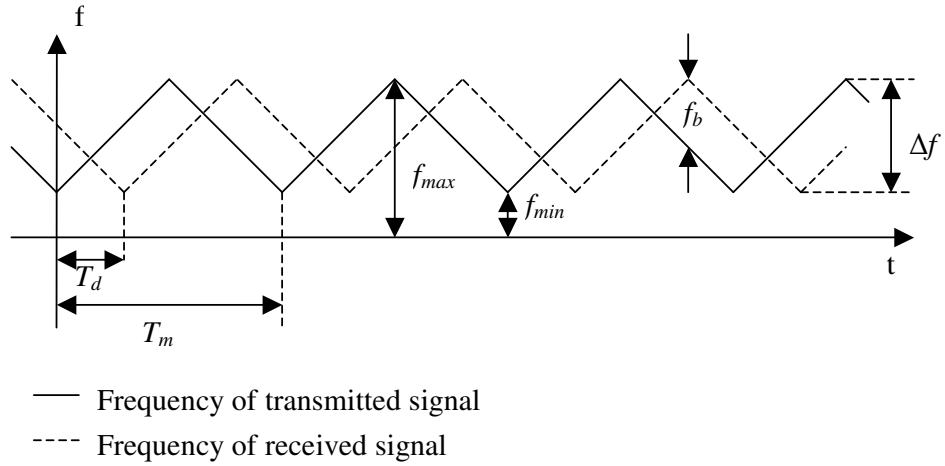 f
f_b
Δf
f_max
f_min
t
T_d
T_m
Frequency of transmitted signal
Frequency of received signal